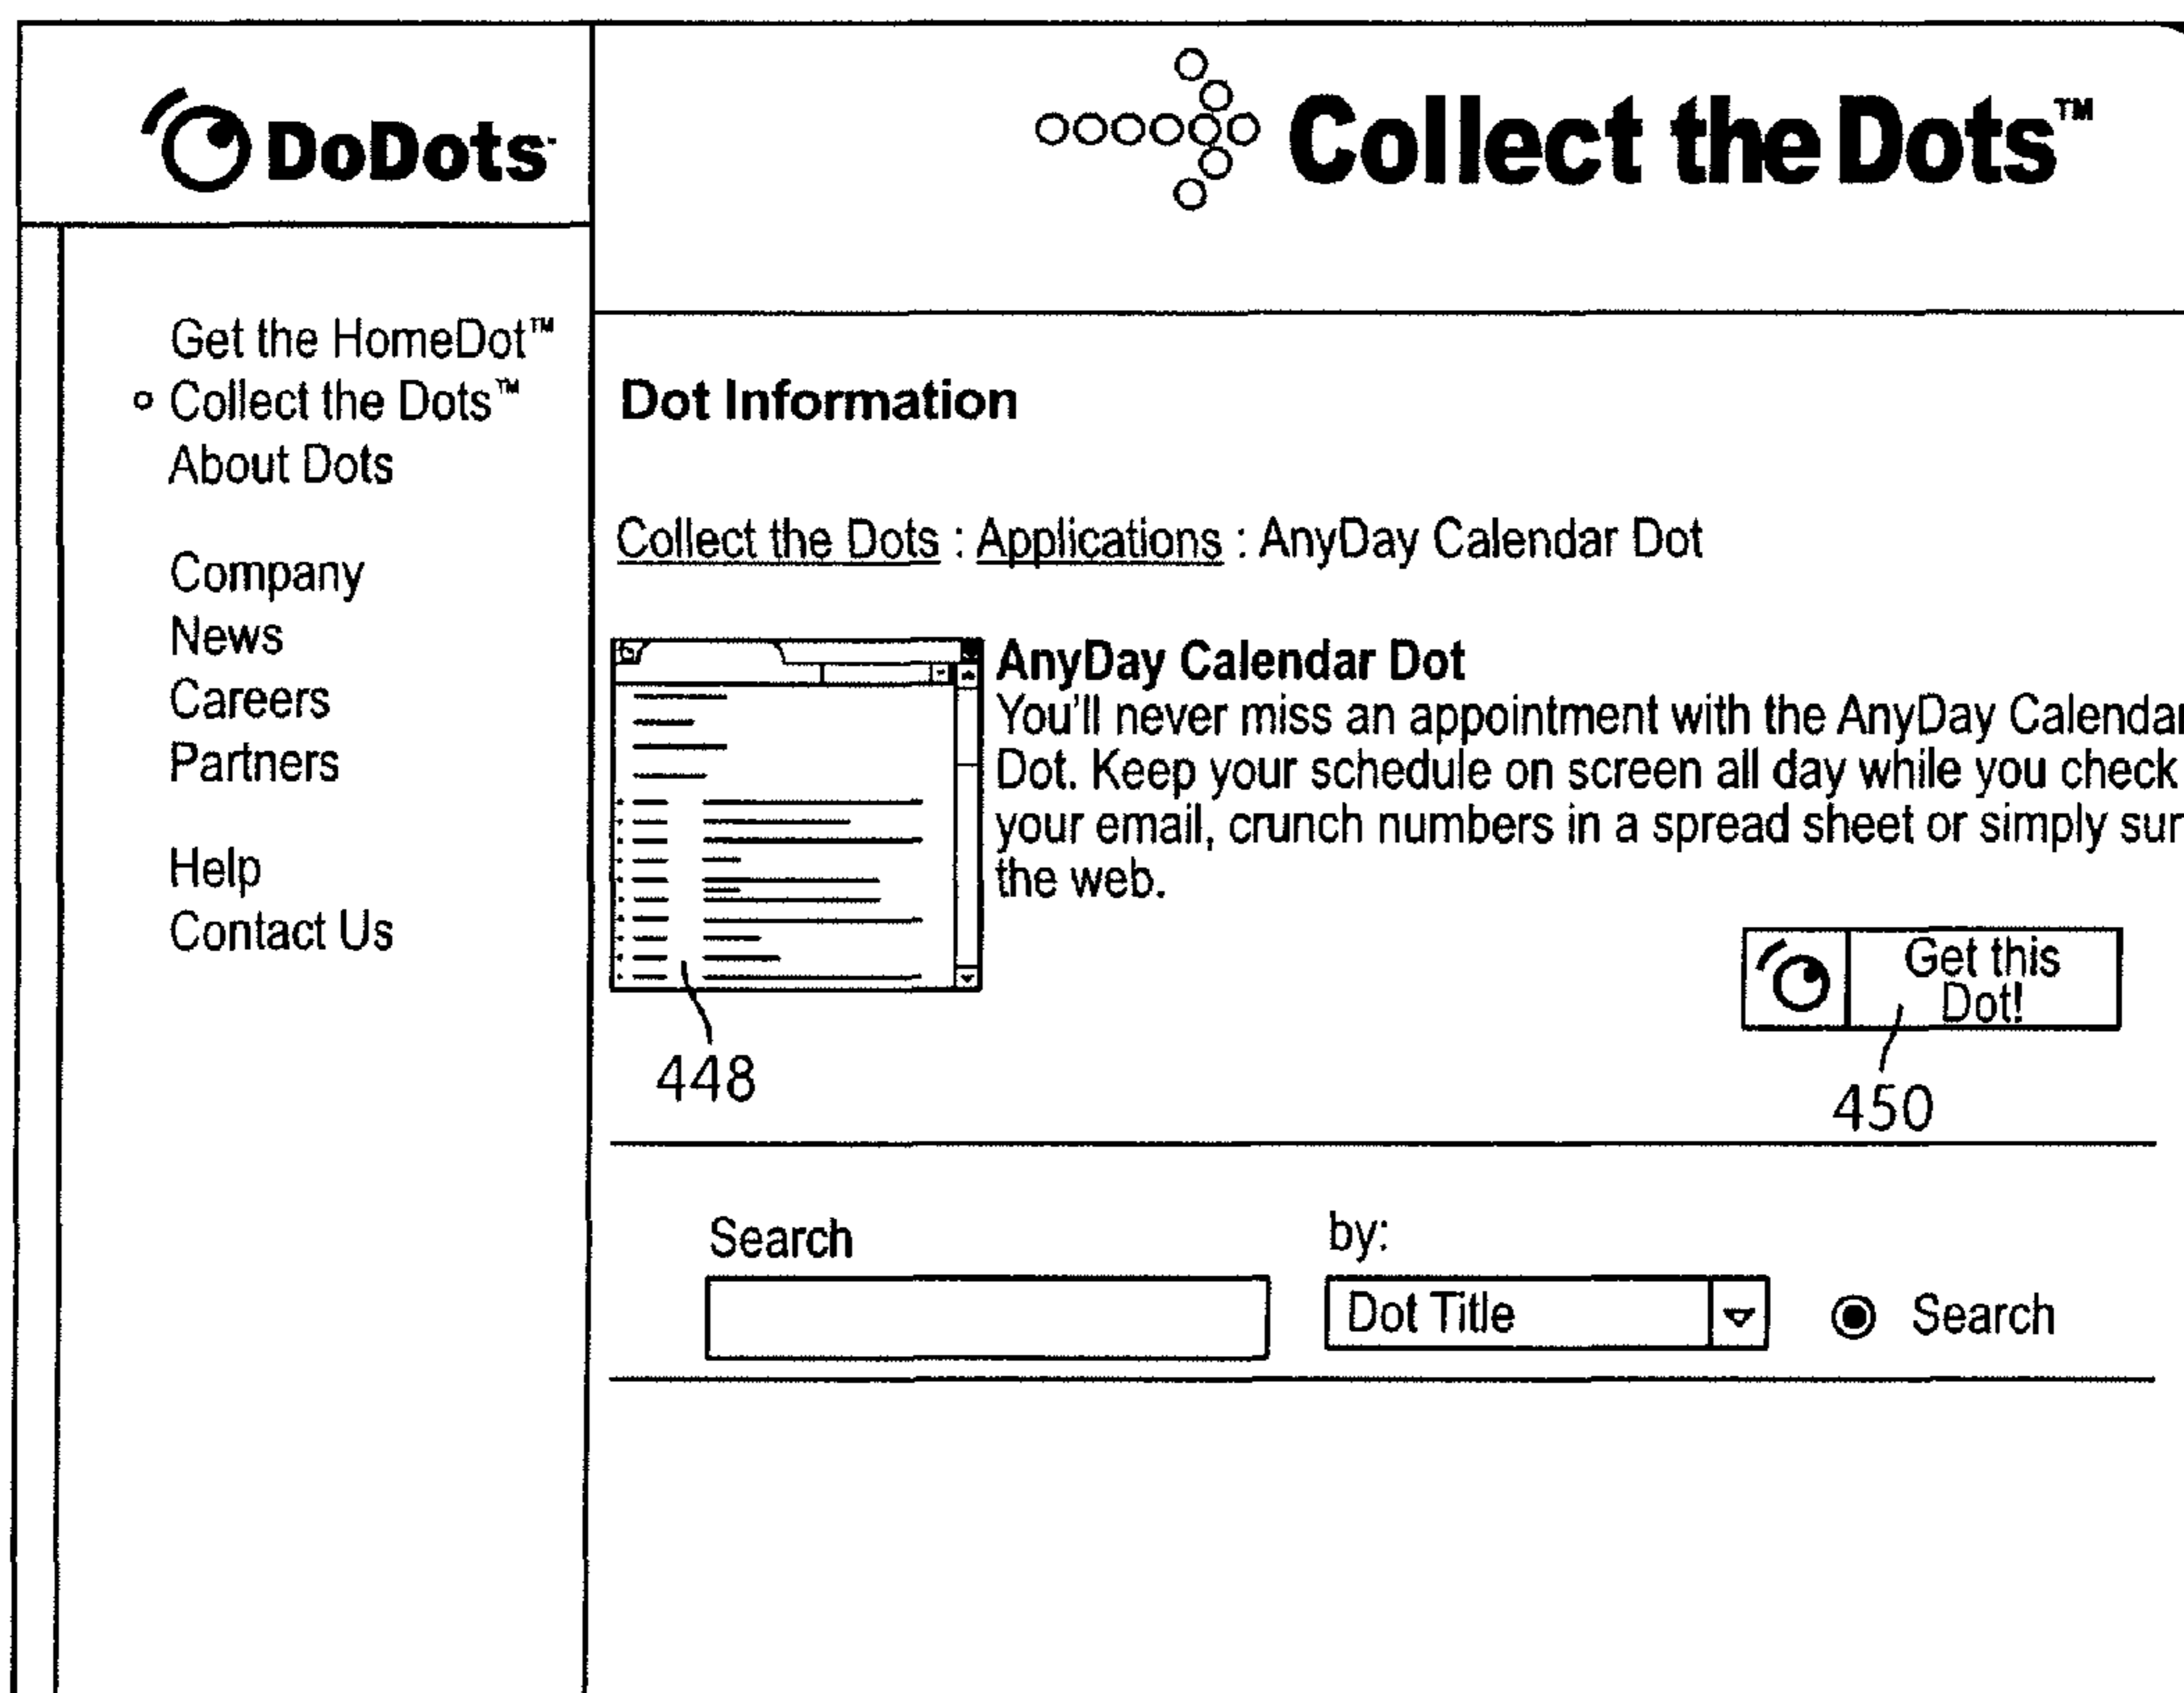 DoDots
Collect the Dots™
Get the HomeDot™
Collect the Dots™
About Dots
Company
News
Careers
Partners
Help
Contact Us
Dot Information
Collect the Dots : Applications : AnyDay Calendar Dot
AnyDay Calendar Dot
You'll never miss an appointment with the AnyDay Calendar
Dot. Keep your schedule on screen all day while you check
your email, crunch numbers in a spread sheet or simply sur
the web.
Get this
Dot!
448
450
Search
by:
Dot Title
Search